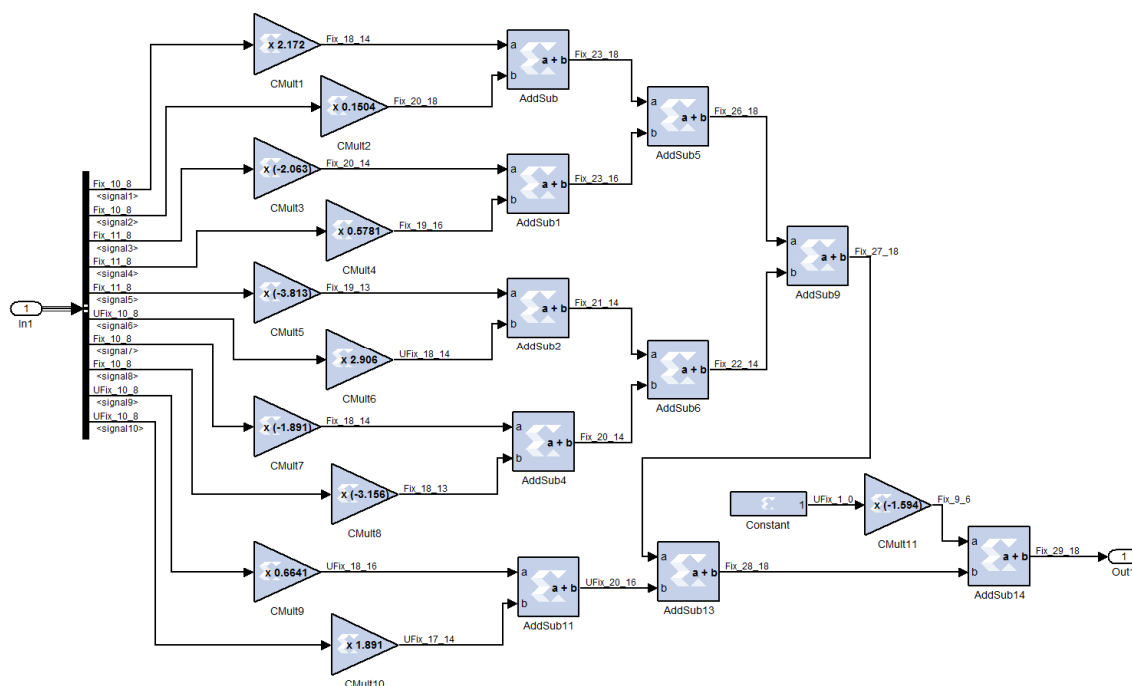 x 2.172
Fix_18_14
CMult1
a
b
a + b
AddSub
Fix_23_18
x 0.1504
Fix_20_18
CMult2
a
b
a + b
AddSub5
Fix_26_18
x (-2.063)
Fix_20_14
CMult3
a
b
a + b
AddSub1
Fix_23_16
x 0.5781
Fix_19_16
CMult4
Fix_10_8
<signal1>
Fix_10_8
<signal2>
Fix_11_8
<signal3>
Fix_11_8
<signal4>
Fix_11_8
<signal5>
UFix_10_8
<signal6>
Fix_10_8
<signal7>
Fix_10_8
<signal8>
UFix_10_8
<signal9>
UFix_10_8
<signal10>
1
In1
a
b
a + b
AddSub9
Fix_27_18
x (-3.813)
Fix_19_13
CMult5
a
b
a + b
AddSub2
Fix_21_14
x 2.906
UFix_18_14
CMult6
a
b
a + b
AddSub6
Fix_22_14
x (-1.891)
Fix_18_14
CMult7
a
b
a + b
AddSub4
Fix_20_14
x (-3.156)
Fix_18_13
CMult8
1
UFix_1_0
Constant
x (-1.594)
Fix_9_6
CMult11
x 0.6641
UFix_18_16
CMult9
a
b
a + b
AddSub11
UFix_20_16
a
b
a + b
AddSub13
Fix_28_18
a
b
a + b
AddSub14
Fix_29_18
1
Out1
x 1.891
UFix_17_14
CMult10